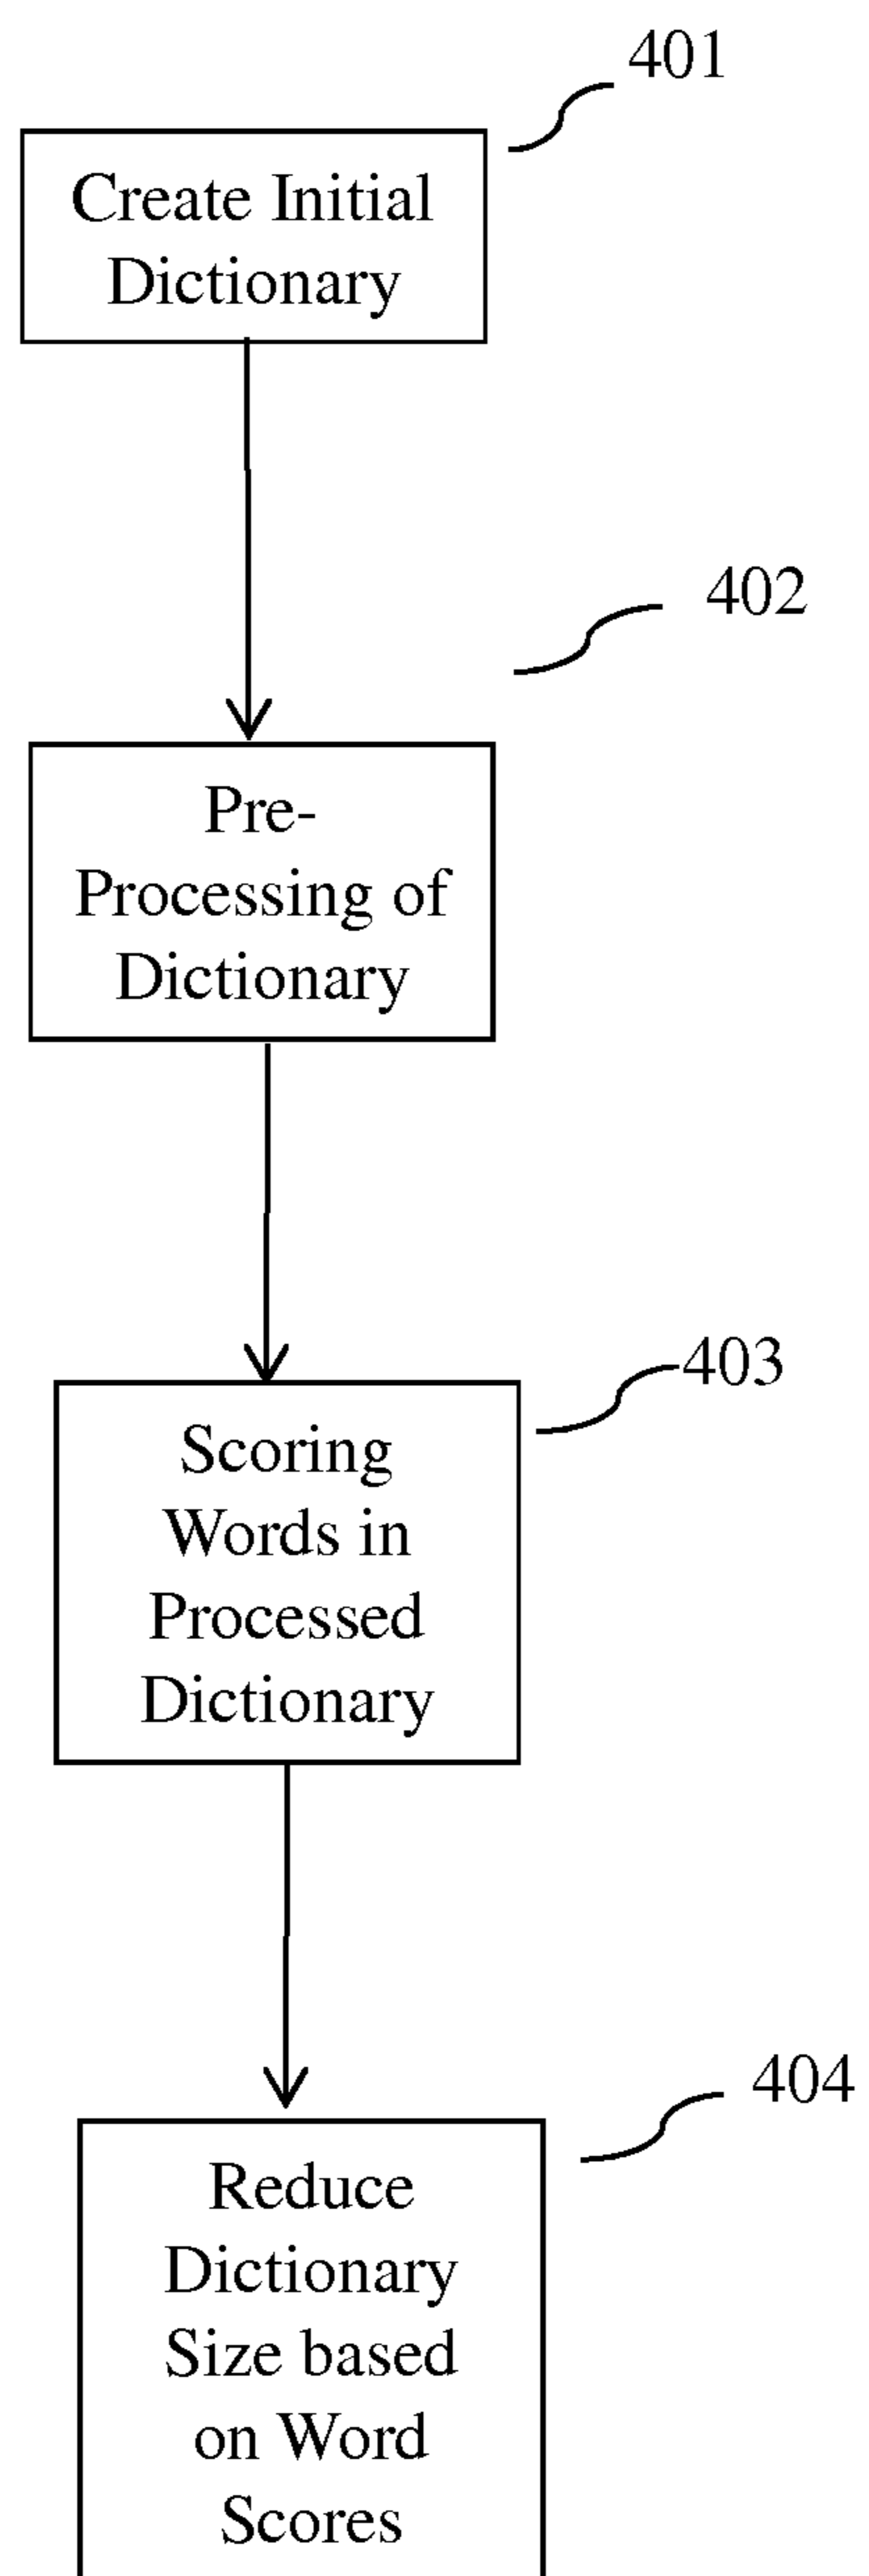 401
Create Initial
Dictionary
402
Pre-
Processing of
Dictionary
403
Scoring
Words in
Processed
Dictionary
404
Reduce
Dictionary
Size based
on Word
Scores